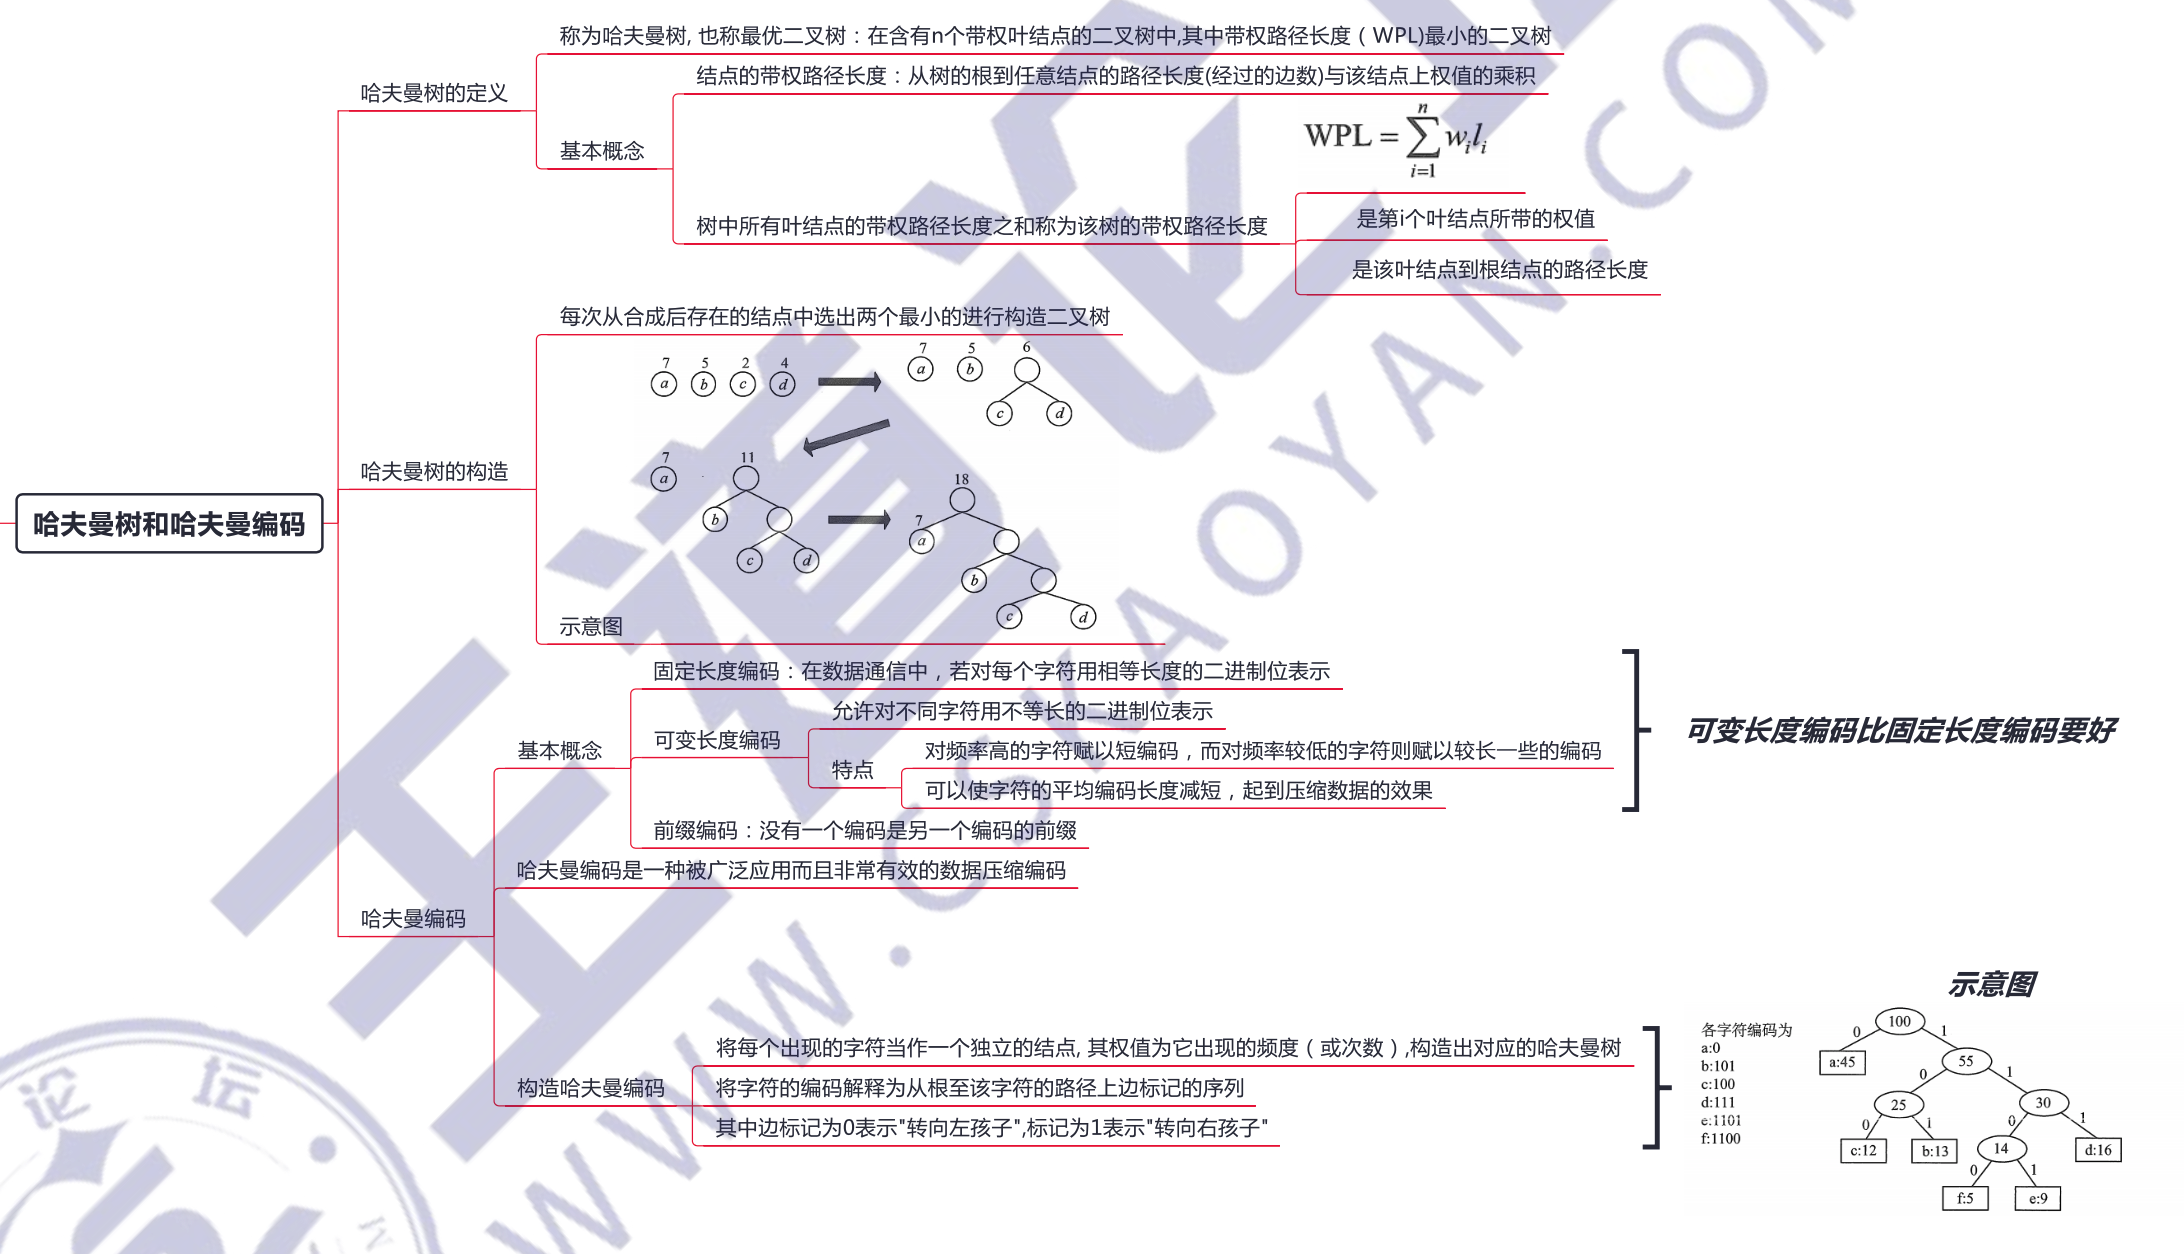 哈夫曼树和哈夫曼编码
哈夫曼树的定义
称为哈夫曼树, 也称最优二叉树：在含有n个带权叶结点的二叉树中,其中带权路径长度（WPL)最小的二叉树
基本概念
结点的带权路径长度：从树的根到任意结点的路径长度(经过的边数)与该结点上权值的乘积
树中所有叶结点的带权路径长度之和称为该树的带权路径长度
WPL = ∑ wᵢlᵢ
n
i=1
是第i个叶结点所带的权值
是该叶结点到根结点的路径长度
哈夫曼树的构造
每次从合成后存在的结点中选出两个最小的进行构造二叉树
示意图
7 5 2 4
a b c d
7 5 6
a b
c d
7 11
a
b
c d
18
7
a
b
c d
哈夫曼编码
基本概念
固定长度编码：在数据通信中，若对每个字符用相等长度的二进制位表示
可变长度编码
允许对不同字符用不等长的二进制位表示
特点
对频率高的字符赋以短编码，而对频率较低的字符则赋以较长一些的编码
可以使字符的平均编码长度减短，起到压缩数据的效果
前缀编码：没有一个编码是另一个编码的前缀
可变长度编码比固定长度编码要好
哈夫曼编码是一种被广泛应用而且非常有效的数据压缩编码
构造哈夫曼编码
将每个出现的字符当作一个独立的结点, 其权值为它出现的频度（或次数）,构造出对应的哈夫曼树
将字符的编码解释为从根至该字符的路径上边标记的序列
其中边标记为0表示"转向左孩子",标记为1表示"转向右孩子"
示意图
各字符编码为
a:0
b:101
c:100
d:111
e:1101
f:1100
100
0 1
a:45 55
0 1
25 30
0 1 0 1
c:12 b:13 14 d:16
0 1
f:5 e:9
王道论坛
WWW.CSKAOYAN.COM
论坛